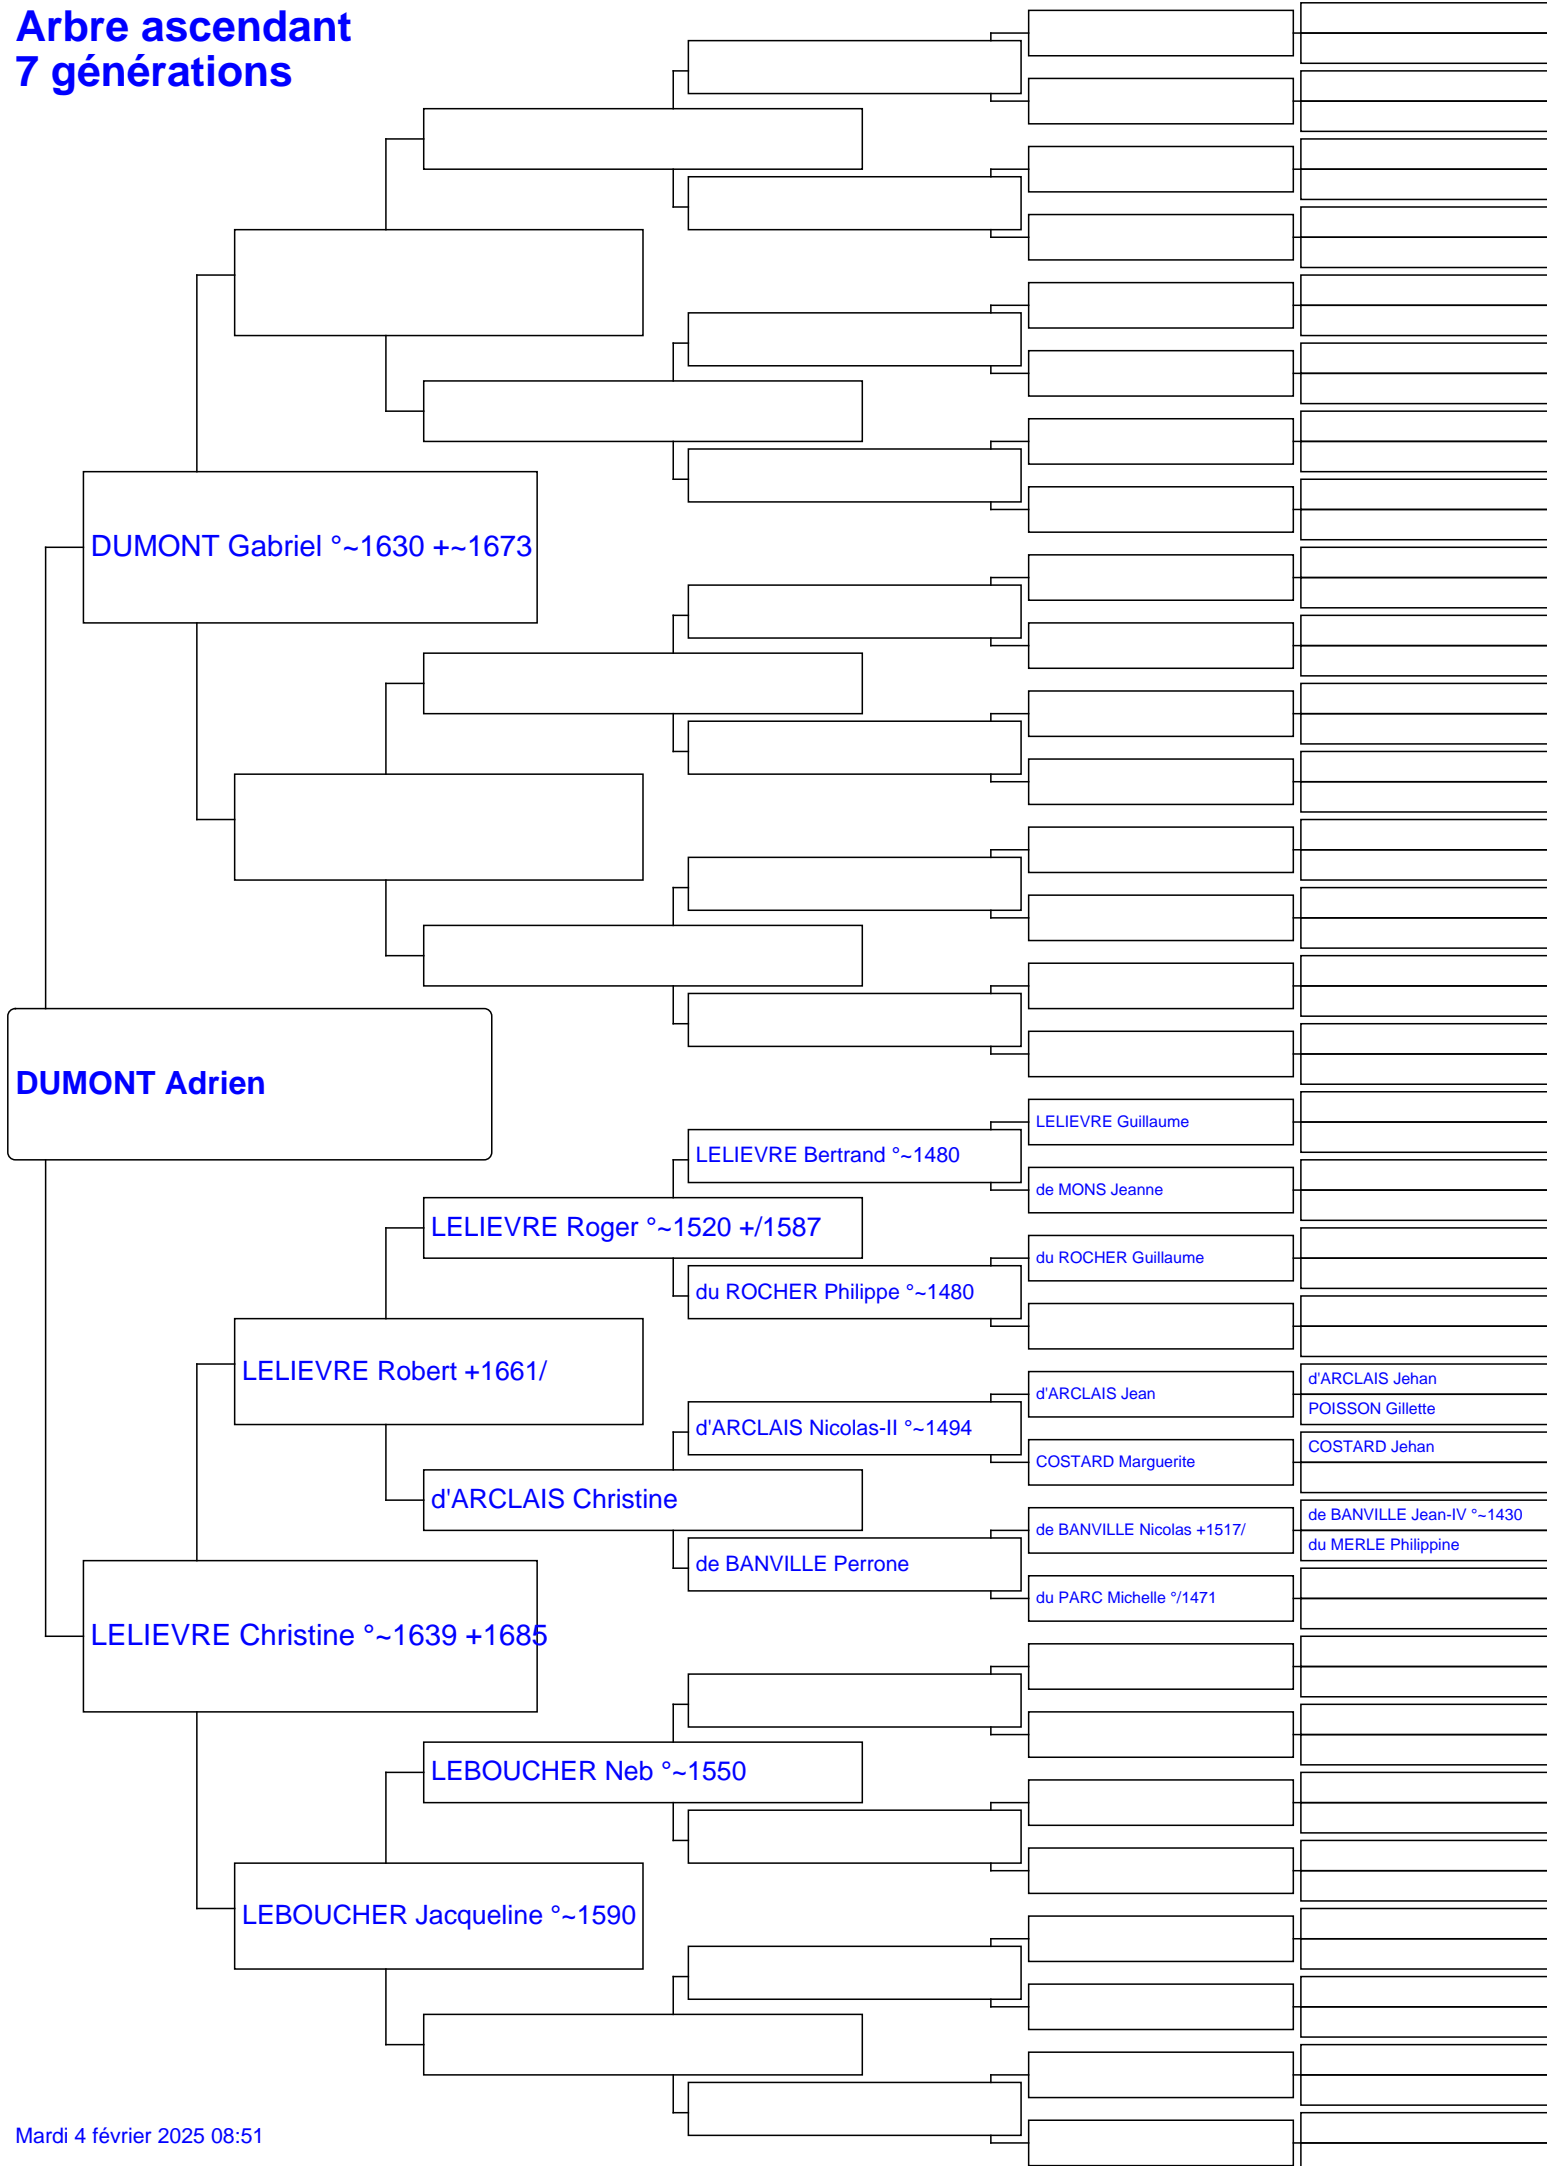 Arbre ascendant
7 générations
DUMONT Gabriel °~1630 +~1673
DUMONT Adrien
LELIEVRE Guillaume
LELIEVRE Bertrand °~1480
de MONS Jeanne
LELIEVRE Roger °~1520 +/1587
du ROCHER Guillaume
du ROCHER Philippe °~1480
LELIEVRE Robert +1661/
d'ARCLAIS Jehan
d'ARCLAIS Jean
POISSON Gillette
d'ARCLAIS Nicolas-II °~1494
COSTARD Jehan
COSTARD Marguerite
d'ARCLAIS Christine
de BANVILLE Jean-IV °~1430
de BANVILLE Nicolas +1517/
du MERLE Philippine
de BANVILLE Perrone
du PARC Michelle °/1471
LELIEVRE Christine °~1639 +1685
LEBOUCHER Neb °~1550
LEBOUCHER Jacqueline °~1590
Mardi 4 février 2025 08:51